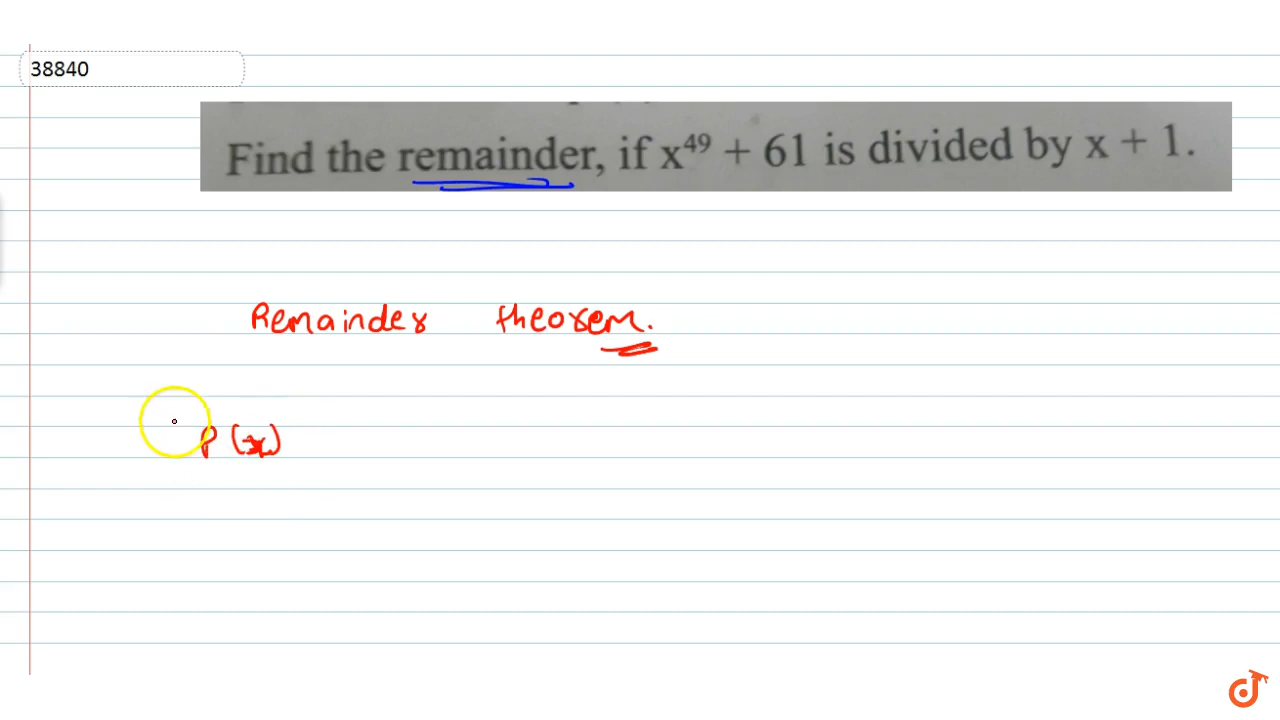 38840
Find the remainder, if x⁴⁹ + 61 is divided by x + 1.
Remainder theorem.
P(x)